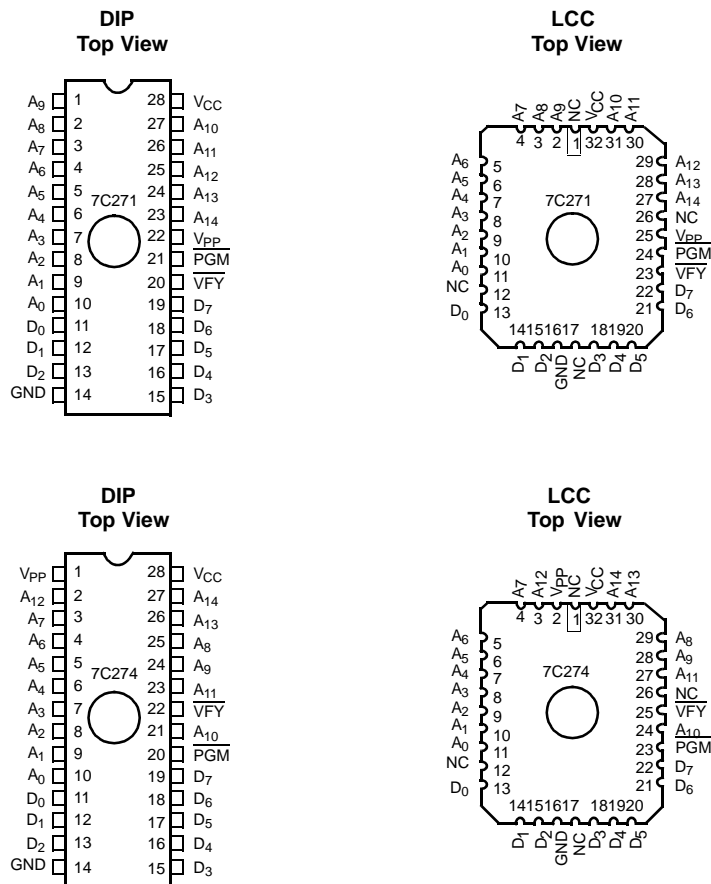 DIP
Top View
A9 1 28 VCC
A8 2 27 A10
A7 3 26 A11
A6 4 25 A12
A5 5 24 A13
A4 6 7C271 23 A14
A3 7 22 VPP
A2 8 21 PGM
A1 9 20 VFY
A0 10 19 D7
D0 11 18 D6
D1 12 17 D5
D2 13 16 D4
GND 14 15 D3
LCC
Top View
A7 A8 A9 NC VCC A10 A11
4 3 2 1 32 31 30
A6 5 29 A12
A5 6 28 A13
A4 7 7C271 27 A14
A3 8 26 NC
A2 9 25 VPP
A1 10 24 PGM
A0 11 23 VFY
NC 12 22 D7
D0 13 21 D6
14 15 16 17 18 19 20
D1 D2 GND NC D3 D4 D5
DIP
Top View
VPP 1 28 VCC
A12 2 27 A14
A7 3 26 A13
A6 4 25 A8
A5 5 7C274 24 A9
A4 6 23 A11
A3 7 22 VFY
A2 8 21 A10
A1 9 20 PGM
A0 10 19 D7
D0 11 18 D6
D1 12 17 D5
D2 13 16 D4
GND 14 15 D3
LCC
Top View
A7 A12 VPP NC VCC A14 A13
4 3 2 1 32 31 30
A6 5 29 A8
A5 6 28 A9
A4 7 7C274 27 A11
A3 8 26 NC
A2 9 25 VFY
A1 10 24 A10
A0 11 23 PGM
NC 12 22 D7
D0 13 21 D6
14 15 16 17 18 19 20
D1 D2 GND NC D3 D4 D5